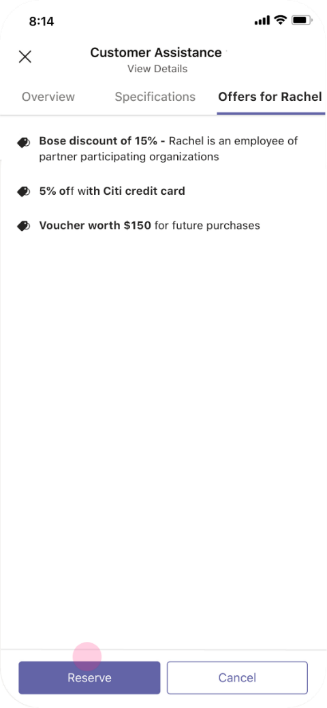 8:14
Customer Assistance
View Details
Overview Specifications Offers for Rachel
Bose discount of 15% - Rachel is an employee of
partner participating organizations
5% off with Citi credit card
Voucher worth $150 for future purchases
Reserve Cancel